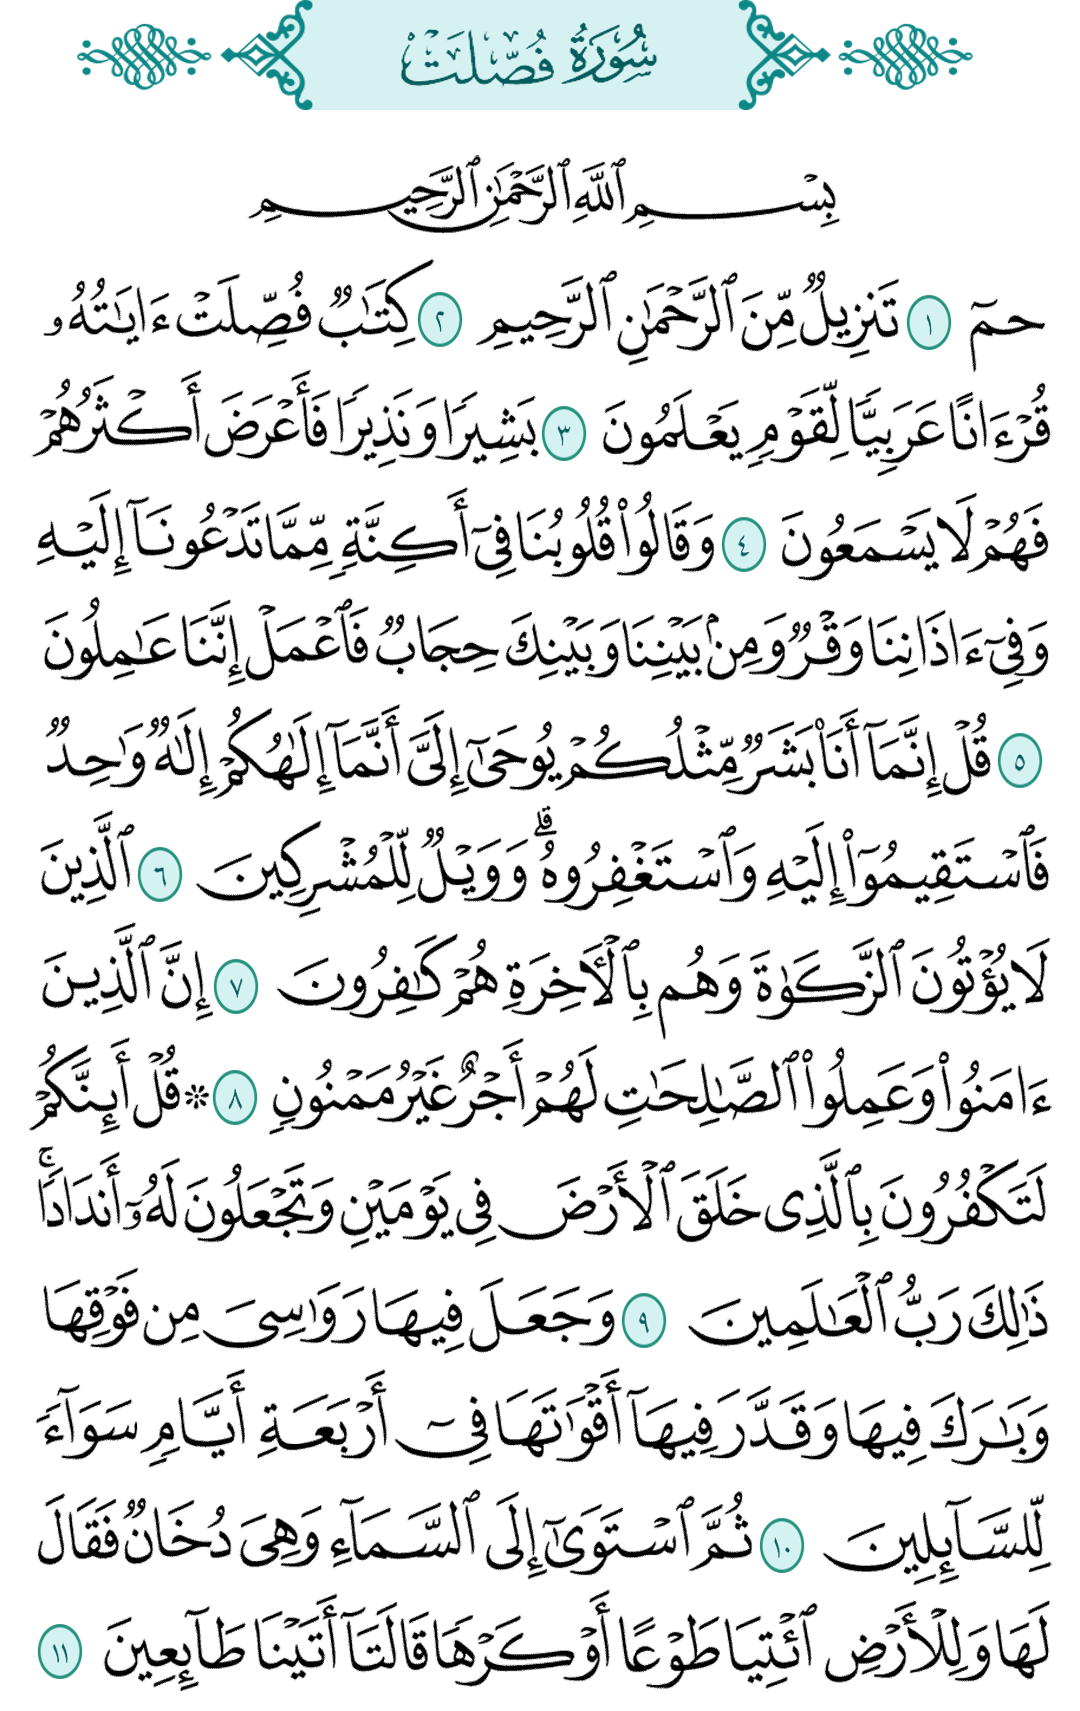 سُورَةُ فُصِّلَتْ
بِسْمِ ٱللَّهِ ٱلرَّحْمَٰنِ ٱلرَّحِيمِ
حمٓ ١ تَنزِيلٌ مِّنَ ٱلرَّحْمَٰنِ ٱلرَّحِيمِ ٢ كِتَٰبٌ فُصِّلَتْ ءَايَٰتُهُۥ
قُرْءَانًا عَرَبِيًّا لِّقَوْمٍ يَعْلَمُونَ ٣ بَشِيرًا وَنَذِيرًا فَأَعْرَضَ أَكْثَرُهُمْ
فَهُمْ لَا يَسْمَعُونَ ٤ وَقَالُوا۟ قُلُوبُنَا فِىٓ أَكِنَّةٍ مِّمَّا تَدْعُونَآ إِلَيْهِ
وَفِىٓ ءَاذَانِنَا وَقْرٌ وَمِنۢ بَيْنِنَا وَبَيْنِكَ حِجَابٌ فَٱعْمَلْ إِنَّنَا عَٰمِلُونَ
٥ قُلْ إِنَّمَآ أَنَا۠ بَشَرٌ مِّثْلُكُمْ يُوحَىٰٓ إِلَىَّ أَنَّمَآ إِلَٰهُكُمْ إِلَٰهٌ وَٰحِدٌ
فَٱسْتَقِيمُوٓا۟ إِلَيْهِ وَٱسْتَغْفِرُوهُ ۗ وَوَيْلٌ لِّلْمُشْرِكِينَ ٦ ٱلَّذِينَ
لَا يُؤْتُونَ ٱلزَّكَوٰةَ وَهُم بِٱلْـَٔاخِرَةِ هُمْ كَٰفِرُونَ ٧ إِنَّ ٱلَّذِينَ
ءَامَنُوا۟ وَعَمِلُوا۟ ٱلصَّٰلِحَٰتِ لَهُمْ أَجْرٌ غَيْرُ مَمْنُونٍ ٨ ۞ قُلْ أَئِنَّكُمْ
لَتَكْفُرُونَ بِٱلَّذِى خَلَقَ ٱلْأَرْضَ فِى يَوْمَيْنِ وَتَجْعَلُونَ لَهُۥٓ أَندَادًا ۚ
ذَٰلِكَ رَبُّ ٱلْعَٰلَمِينَ ٩ وَجَعَلَ فِيهَا رَوَٰسِىَ مِن فَوْقِهَا
وَبَٰرَكَ فِيهَا وَقَدَّرَ فِيهَآ أَقْوَٰتَهَا فِىٓ أَرْبَعَةِ أَيَّامٍ سَوَآءً
لِّلسَّآئِلِينَ ١٠ ثُمَّ ٱسْتَوَىٰٓ إِلَى ٱلسَّمَآءِ وَهِىَ دُخَانٌ فَقَالَ
لَهَا وَلِلْأَرْضِ ٱئْتِيَا طَوْعًا أَوْ كَرْهًا قَالَتَآ أَتَيْنَا طَآئِعِينَ ١١